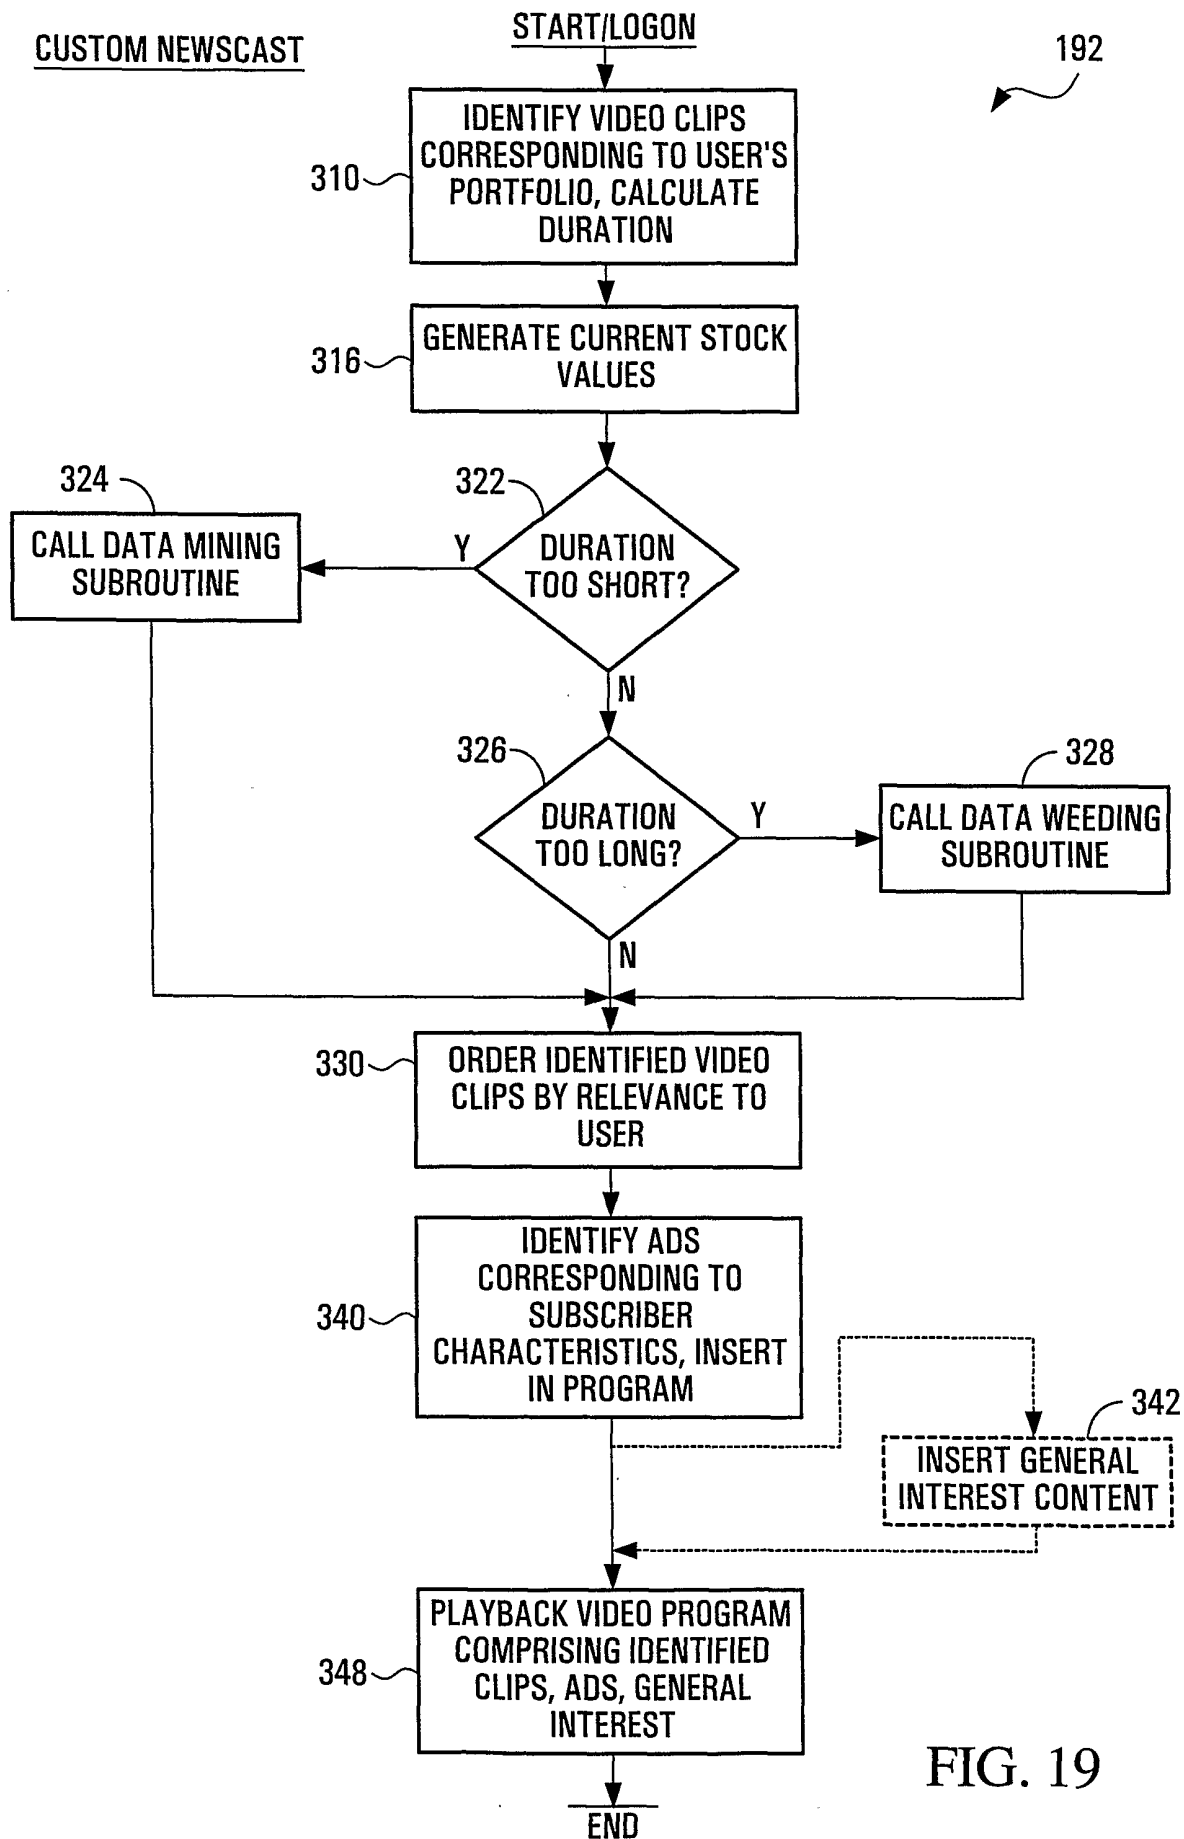 CUSTOM NEWSCAST
START/LOGON
192
IDENTIFY VIDEO CLIPS
CORRESPONDING TO USER'S
PORTFOLIO, CALCULATE
DURATION
310
GENERATE CURRENT STOCK
VALUES
316
324
CALL DATA MINING
SUBROUTINE
322
Y
DURATION
TOO SHORT?
N
326
DURATION
TOO LONG?
Y
328
CALL DATA WEEDING
SUBROUTINE
N
330
ORDER IDENTIFIED VIDEO
CLIPS BY RELEVANCE TO
USER
340
IDENTIFY ADS
CORRESPONDING TO
SUBSCRIBER
CHARACTERISTICS, INSERT
IN PROGRAM
342
INSERT GENERAL
INTEREST CONTENT
348
PLAYBACK VIDEO PROGRAM
COMPRISING IDENTIFIED
CLIPS, ADS, GENERAL
INTEREST
END
FIG. 19